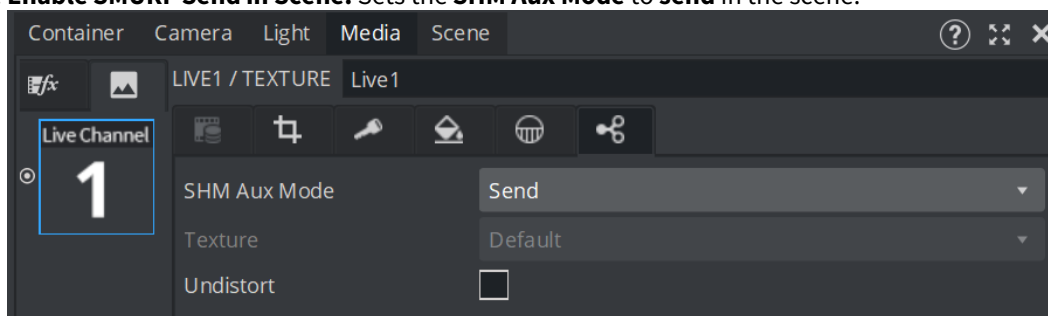 Enable SMURF Send in Scene: Sets the SHM Aux Mode to send in the scene.
Container Camera Light Media Scene ?
fx LIVE1 / TEXTURE Live1
Live Channel
1
SHM Aux Mode Send
Texture Default
Undistort